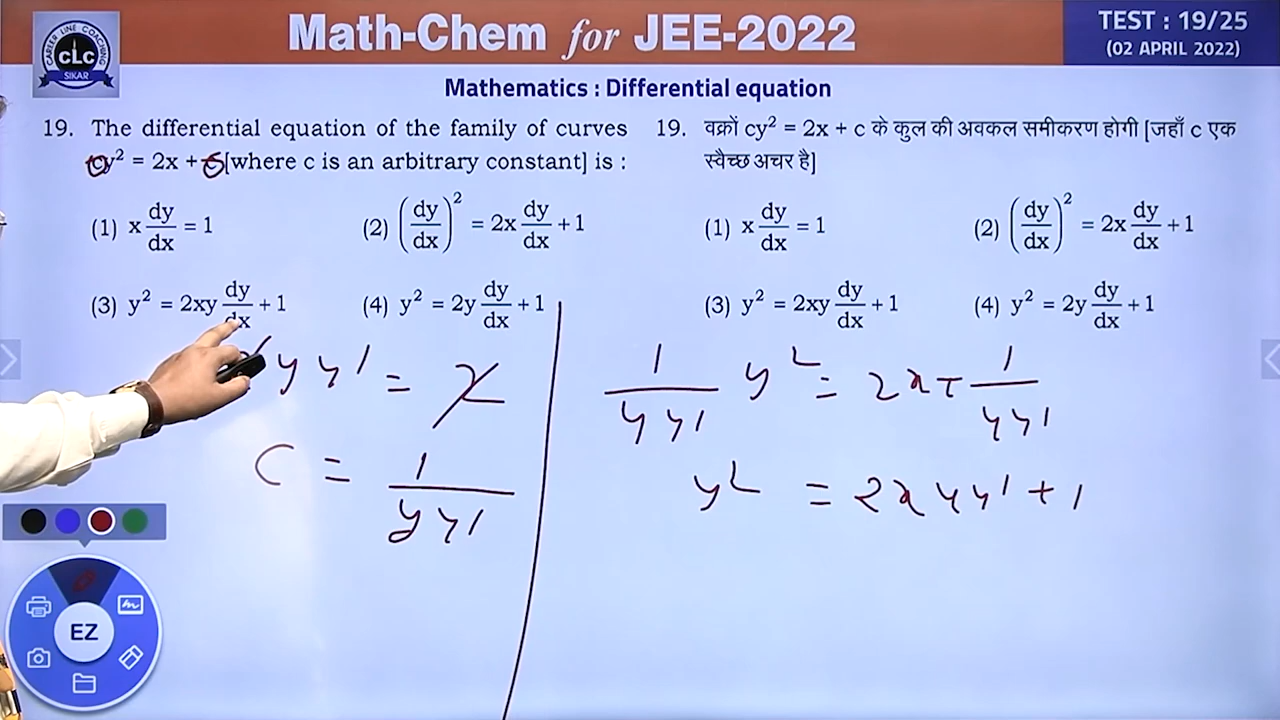 CAREER LINE COACHING
CLC
SIKAR
Math-Chem for JEE-2022
TEST : 19/25
(02 APRIL 2022)
Mathematics : Differential equation
19. The differential equation of the family of curves
cy² = 2x + c [where c is an arbitrary constant] is :
(1) x dy/dx = 1
(2) (dy/dx)² = 2x dy/dx + 1
(3) y² = 2xy dy/dx + 1
(4) y² = 2y dy/dx + 1
19. वक्रों cy² = 2x + c के कुल की अवकल समीकरण होगी [जहाँ c एक
स्वैच्छ अचर है]
(1) x dy/dx = 1
(2) (dy/dx)² = 2x dy/dx + 1
(3) y² = 2xy dy/dx + 1
(4) y² = 2y dy/dx + 1
y y' = 2
C = 1/yy'
1/yy' y² = 2x + 1/yy'
y² = 2xyy' + 1
EZ